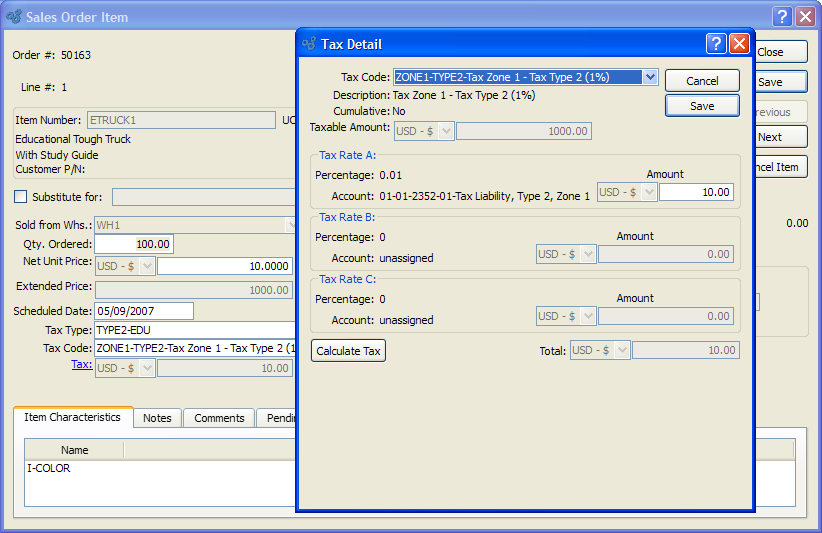 Sales Order Item
Order #: 50163
Line #: 1
Item Number: ETRUCK1
Educational Tough Truck
With Study Guide
Customer P/N:
Substitute for:
Sold from Whs.: WH1
Qty. Ordered: 100.00
Net Unit Price: USD - $ 10.0000
Extended Price: 1000.00
Scheduled Date: 05/09/2007
Tax Type: TYPE2-EDU
Tax Code: ZONE1-TYPE2-Tax Zone 1 - Tax Type 2 (1
Tax: USD - $ 10.00
Item Characteristics Notes Comments Pendin
Name
I-COLOR
Close
Save
revious
Next
ncel Item
0.00
Tax Detail
Tax Code: ZONE1-TYPE2-Tax Zone 1 - Tax Type 2 (1%)
Description: Tax Zone 1 - Tax Type 2 (1%)
Cumulative: No
Taxable Amount: USD - $ 1000.00
Cancel
Save
Tax Rate A:
Percentage: 0.01 Amount
Account: 01-01-2352-01-Tax Liability, Type 2, Zone 1 USD - $ 10.00
Tax Rate B:
Percentage: 0 Amount
Account: unassigned USD - $ 0.00
Tax Rate C:
Percentage: 0 Amount
Account: unassigned USD - $ 0.00
Calculate Tax Total: USD - $ 10.00